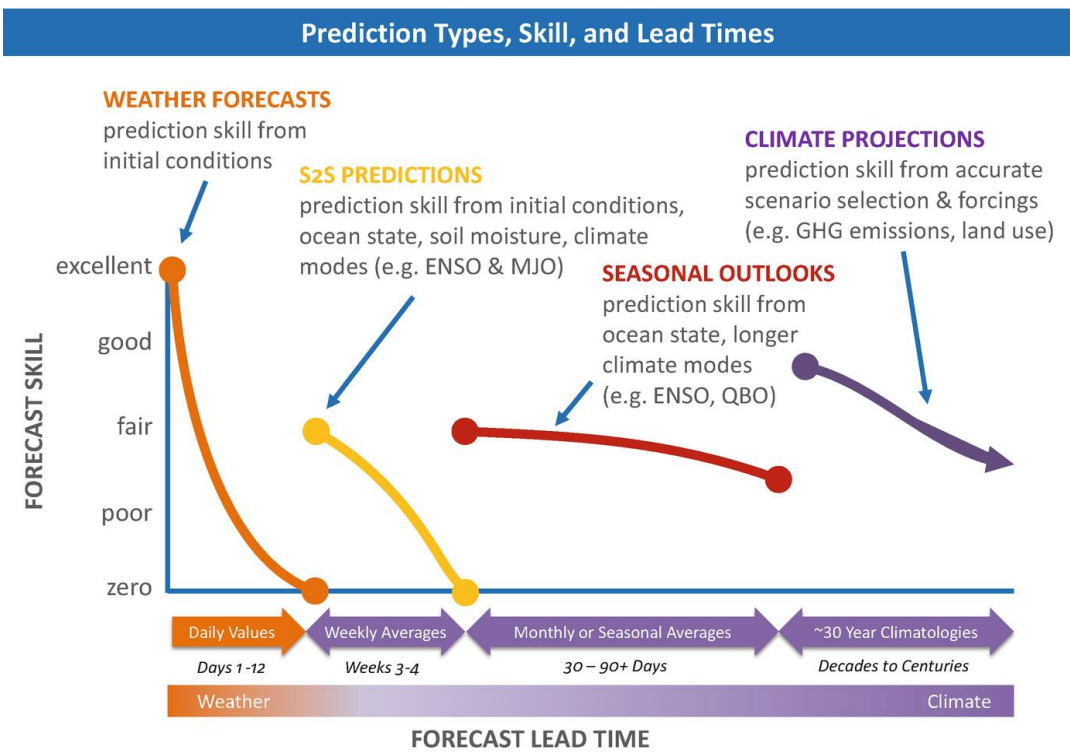 Prediction Types, Skill, and Lead Times
WEATHER FORECASTS
prediction skill from
initial conditions
S2S PREDICTIONS
prediction skill from initial conditions,
ocean state, soil moisture, climate
modes (e.g. ENSO & MJO)
SEASONAL OUTLOOKS
prediction skill from
ocean state, longer
climate modes
(e.g. ENSO, QBO)
CLIMATE PROJECTIONS
prediction skill from accurate
scenario selection & forcings
(e.g. GHG emissions, land use)
FORECAST SKILL
excellent
good
fair
poor
zero
Daily Values
Weekly Averages
Monthly or Seasonal Averages
~30 Year Climatologies
Days 1 -12
Weeks 3-4
30 – 90+ Days
Decades to Centuries
Weather
Climate
FORECAST LEAD TIME